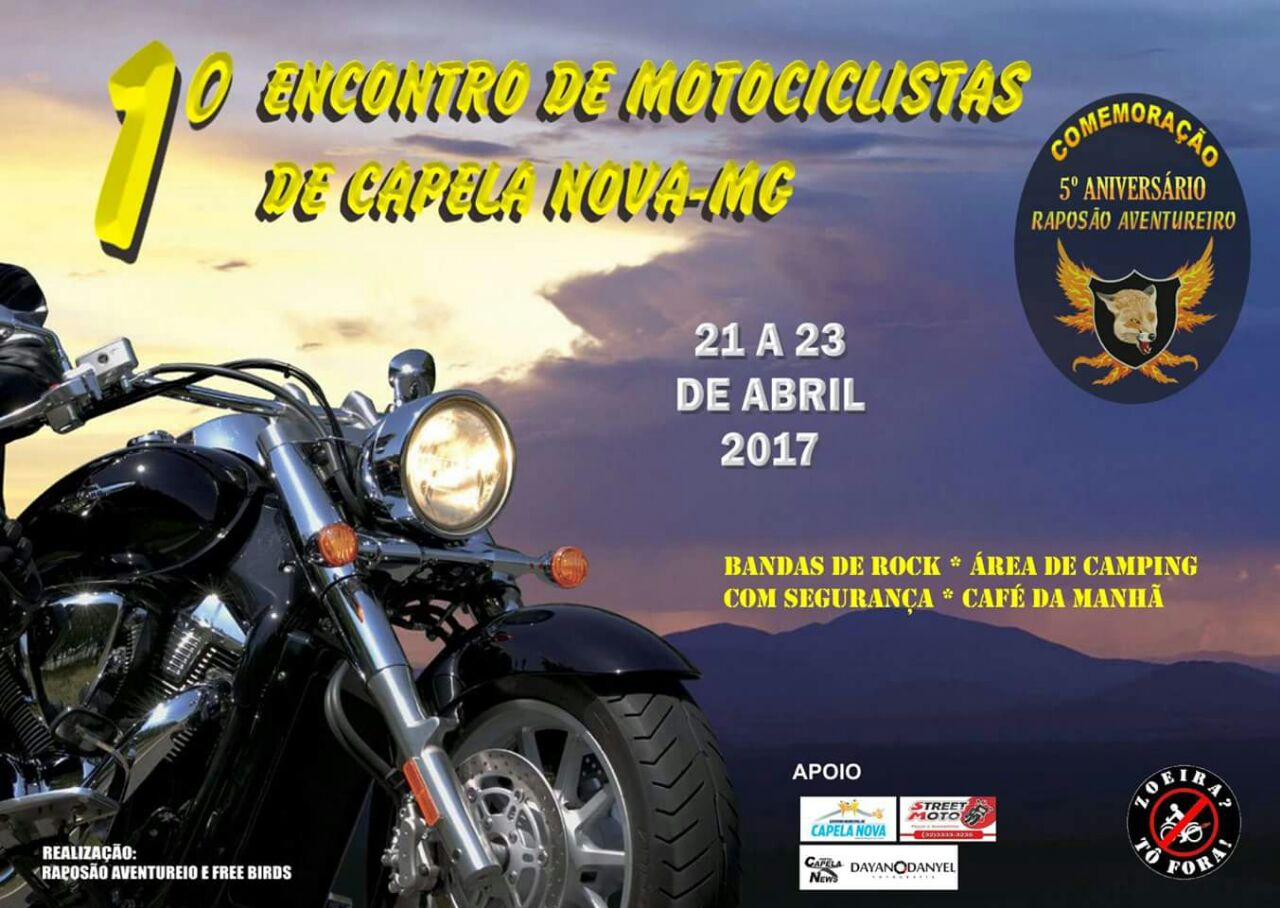 1º ENCONTRO DE MOTOCICLISTAS
DE CAPELA NOVA-MG
COMEMORAÇÃO
5º ANIVERSÁRIO
RAPOSÃO AVENTUREIRO
21 A 23
DE ABRIL
2017
BANDAS DE ROCK * ÁREA DE CAMPING
COM SEGURANÇA * CAFÉ DA MANHÃ
APOIO
CAPELA NOVA
STREET
MOTO
CAPELA
NEWS
DAYANODANYEL
ZOEIRA?
TÔ FORA!
REALIZAÇÃO:
RAPOSÃO AVENTUREIO E FREE BIRDS